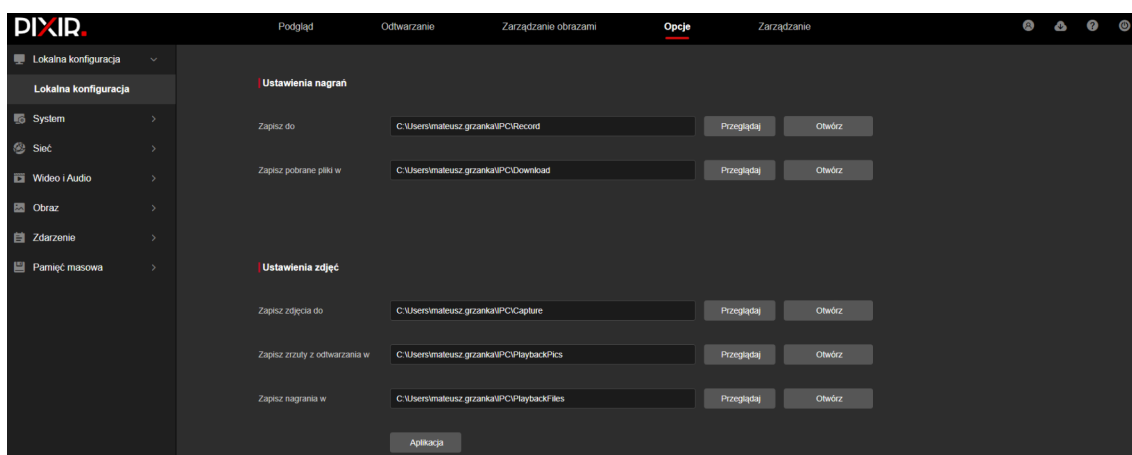 PIXIR.
Podgląd Odtwarzanie Zarządzanie obrazami Opcje Zarządzanie
Lokalna konfiguracja
Lokalna konfiguracja
System
Sieć
Wideo i Audio
Obraz
Zdarzenie
Pamięć masowa
Ustawienia nagrań
Zapisz do C:\Users\mateusz.grzanka\IPC\Record Przeglądaj Otwórz
Zapisz pobrane pliki w C:\Users\mateusz.grzanka\IPC\Download Przeglądaj Otwórz
Ustawienia zdjęć
Zapisz zdjęcia do C:\Users\mateusz.grzanka\IPC\Capture Przeglądaj Otwórz
Zapisz zrzuty z odtwarzania w C:\Users\mateusz.grzanka\IPC\PlaybackPics Przeglądaj Otwórz
Zapisz nagrania w C:\Users\mateusz.grzanka\IPC\PlaybackFiles Przeglądaj Otwórz
Aplikacja